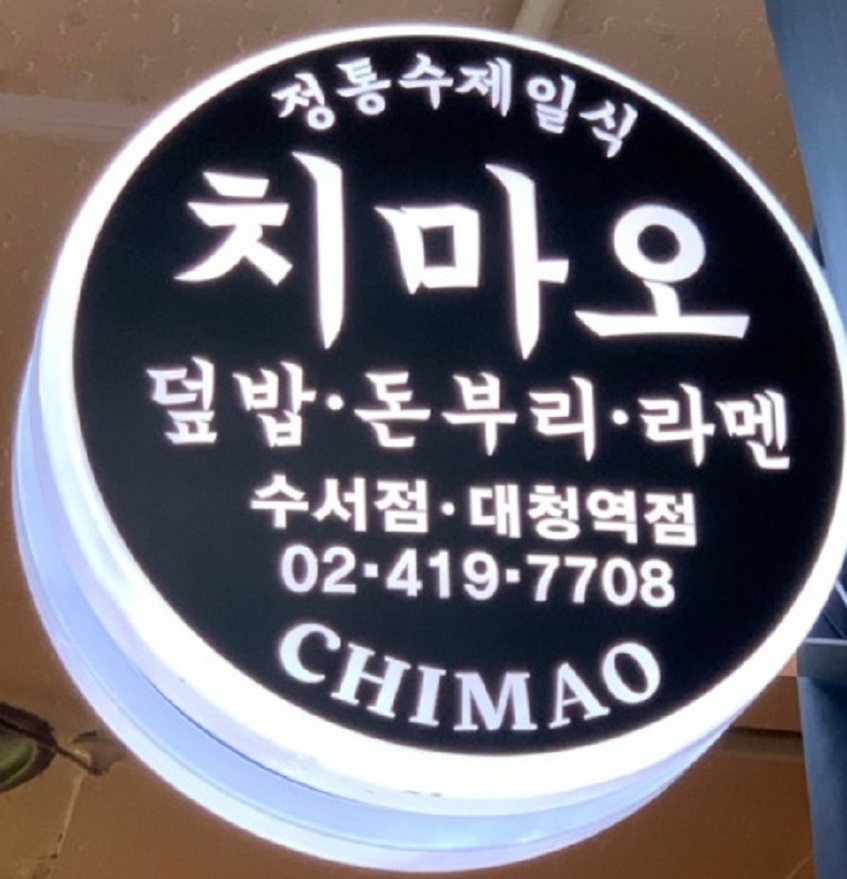 정통수제일식
치마오
덮밥·돈부리·라멘
수서점·대청역점
02·419·7708
CHIMAO